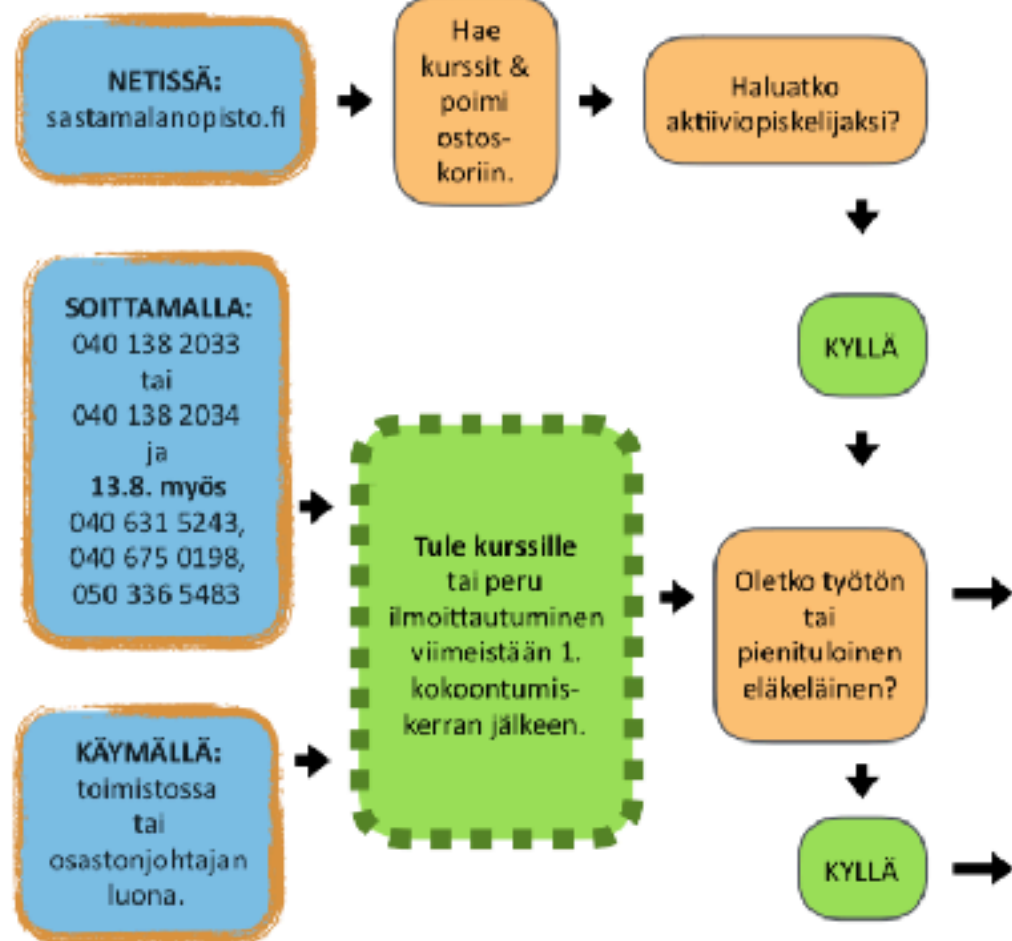 NETISSÄ:
sastamalanopisto.fi
Hae
kurssit &
poimi
ostos-
koriin.
Haluatko
aktiiviopiskelijaksi?
KYLLÄ
SOITTAMALLA:
040 138 2033
tai
040 138 2034
ja
13.8. myös
040 631 5243,
040 675 0198,
050 336 5483
Tule kurssille
tai peru
ilmoittautuminen
viimeistään 1.
kokoontumis-
kerran jälkeen.
Oletko työtön
tai
pienituloinen
eläkeläinen?
KÄYMÄLLÄ:
toimistossa
tai
osastonjohtajan
luona.
KYLLÄ